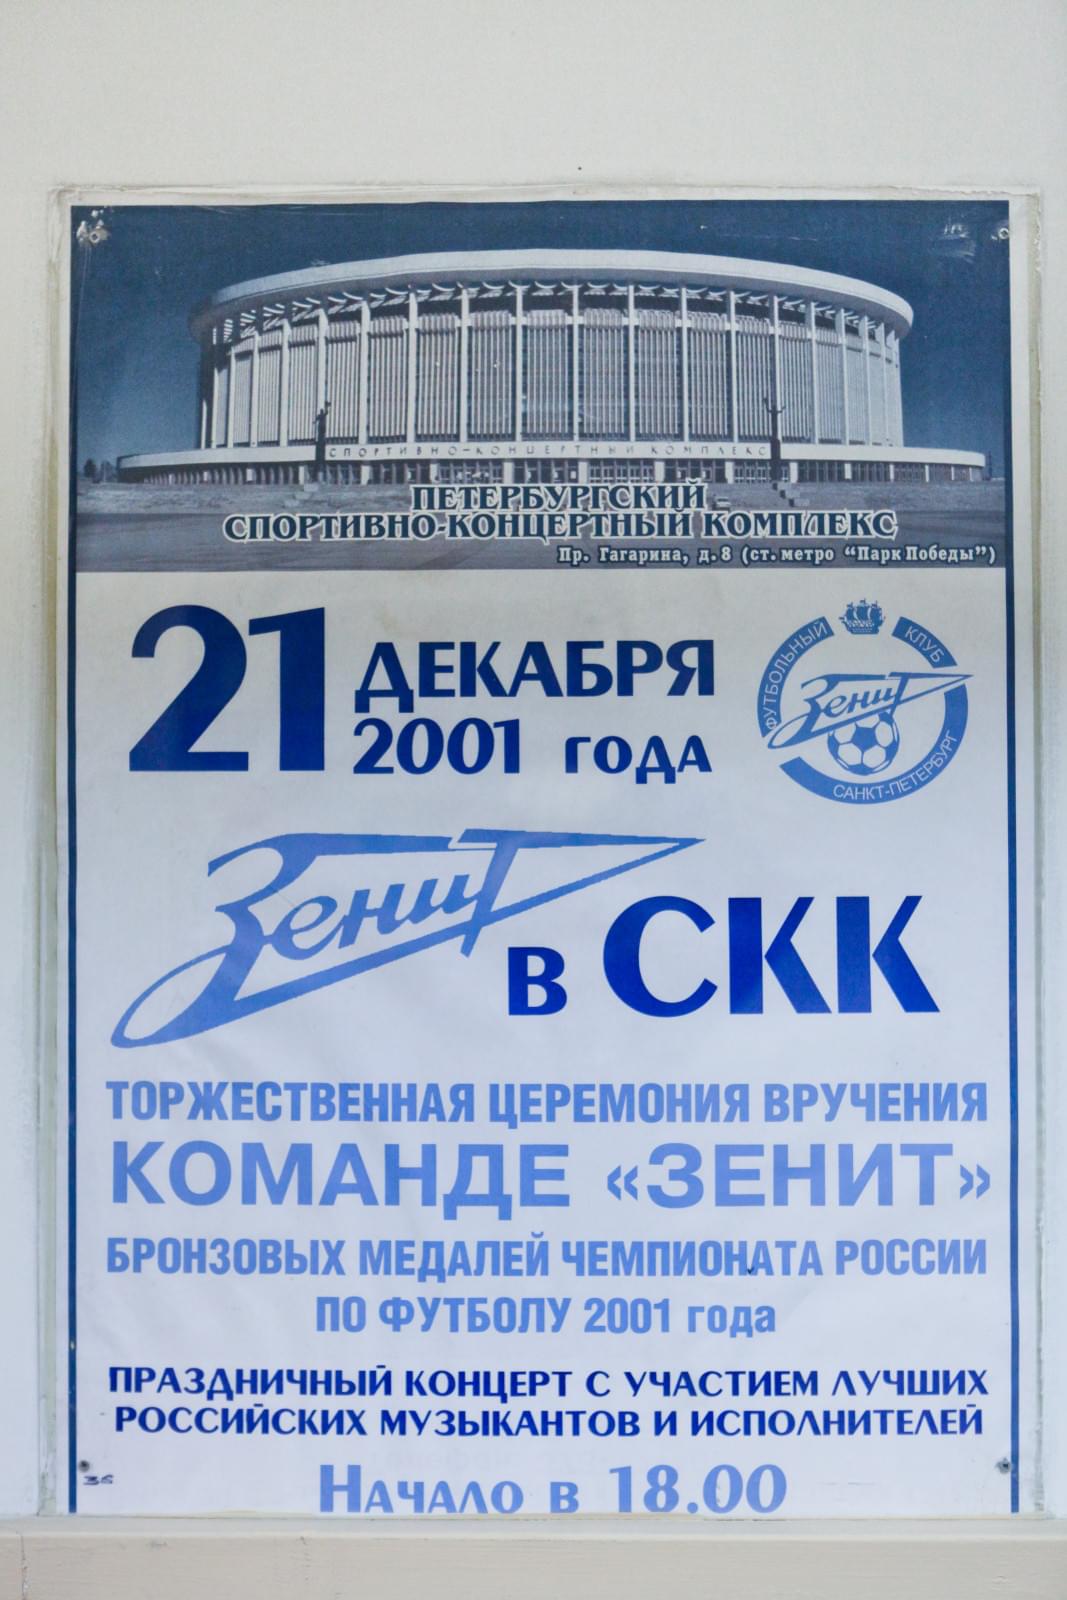 СПОРТИВНО-КОНЦЕРТНЫЙ КОМПЛЕКС
ПЕТЕРБУРГСКИЙ
СПОРТИВНО-КОНЦЕРТНЫЙ КОМПЛЕКС
Пр. Гагарина, д. 8 (ст. метро “Парк Победы”)
21 ДЕКАБРЯ
2001 ГОДА
ФУТБОЛЬНЫЙ КЛУБ
Зенит
САНКТ-ПЕТЕРБУРГ
Зенит в СКК
ТОРЖЕСТВЕННАЯ ЦЕРЕМОНИЯ ВРУЧЕНИЯ
КОМАНДЕ «ЗЕНИТ»
БРОНЗОВЫХ МЕДАЛЕЙ ЧЕМПИОНАТА РОССИИ
ПО ФУТБОЛУ 2001 года
ПРАЗДНИЧНЫЙ КОНЦЕРТ С УЧАСТИЕМ ЛУЧШИХ
РОССИЙСКИХ МУЗЫКАНТОВ И ИСПОЛНИТЕЛЕЙ
Начало в 18.00